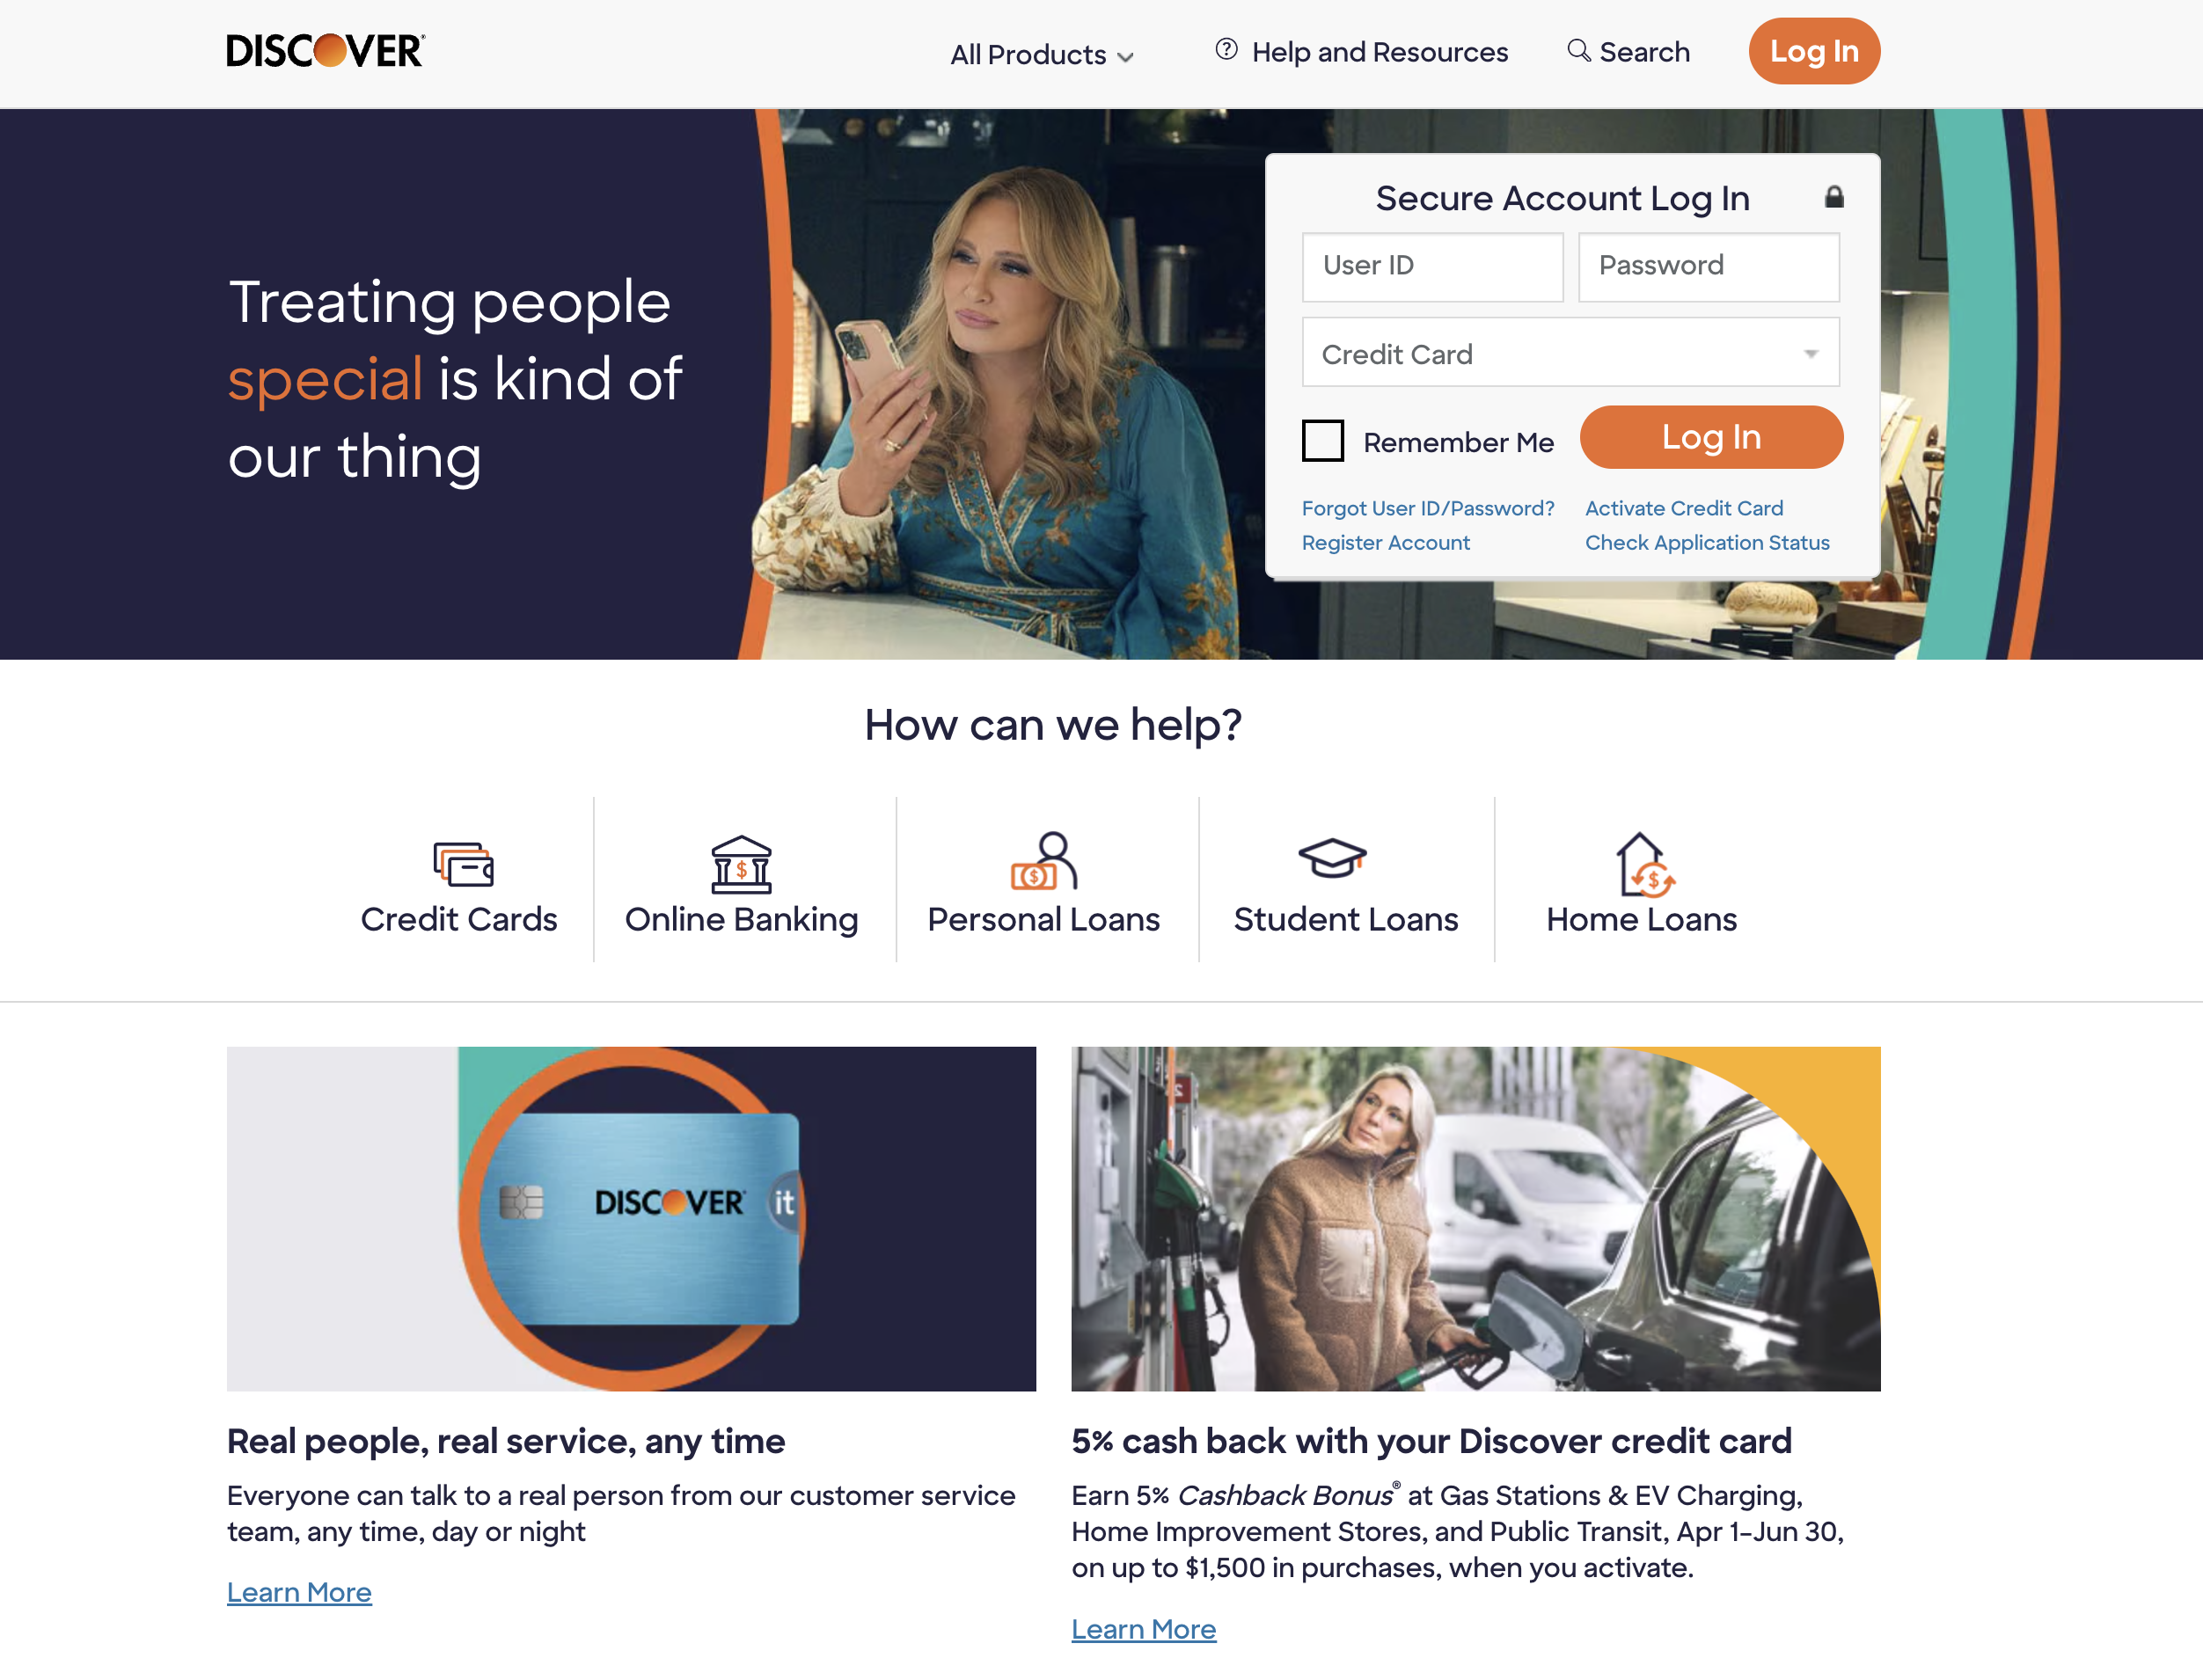 DISCOVER
All Products
Help and Resources
Search
Log In
Treating people
special is kind of
our thing
Secure Account Log In
User ID
Password
Credit Card
Remember Me
Log In
Forgot User ID/Password?
Activate Credit Card
Register Account
Check Application Status
How can we help?
Credit Cards
Online Banking
Personal Loans
Student Loans
Home Loans
DISCOVER
it
2
Real people, real service, any time
Everyone can talk to a real person from our customer service
team, any time, day or night
Learn More
5% cash back with your Discover credit card
Earn 5% Cashback Bonus® at Gas Stations & EV Charging,
Home Improvement Stores, and Public Transit, Apr 1–Jun 30,
on up to $1,500 in purchases, when you activate.
Learn More